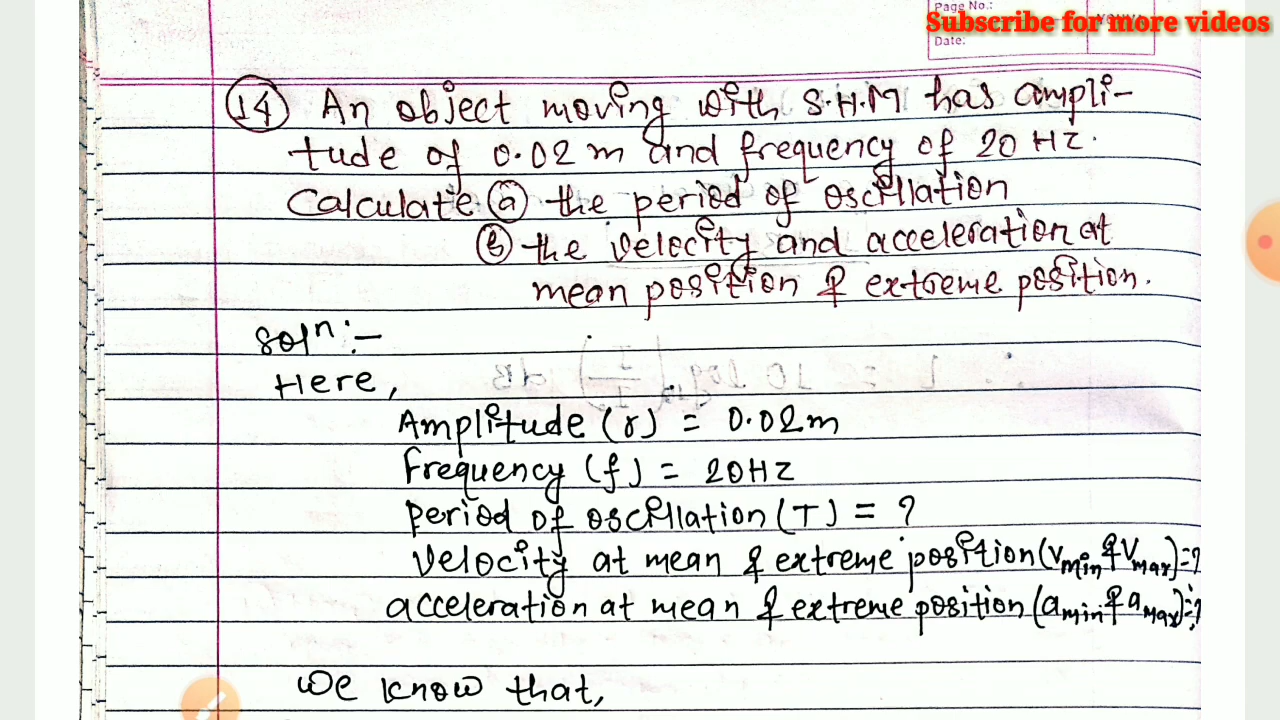 Page No.:
Subscribe for more videos
Date:
14 An object moving with S.H.M has ampli-
tude of 0.02 m and frequency of 20 Hz.
Calculate (a) the period of oscillation
(b) the velocity and acceleration at
mean position & extreme position.
Solⁿ:-
Here,
Amplitude (r) = 0.02m
frequency (f) = 20Hz
period of oscillation (T) = ?
Velocity at mean & extreme position (vmin & Vmax) = ?
acceleration at mean & extreme position (amin & amax) = ?
we know that,